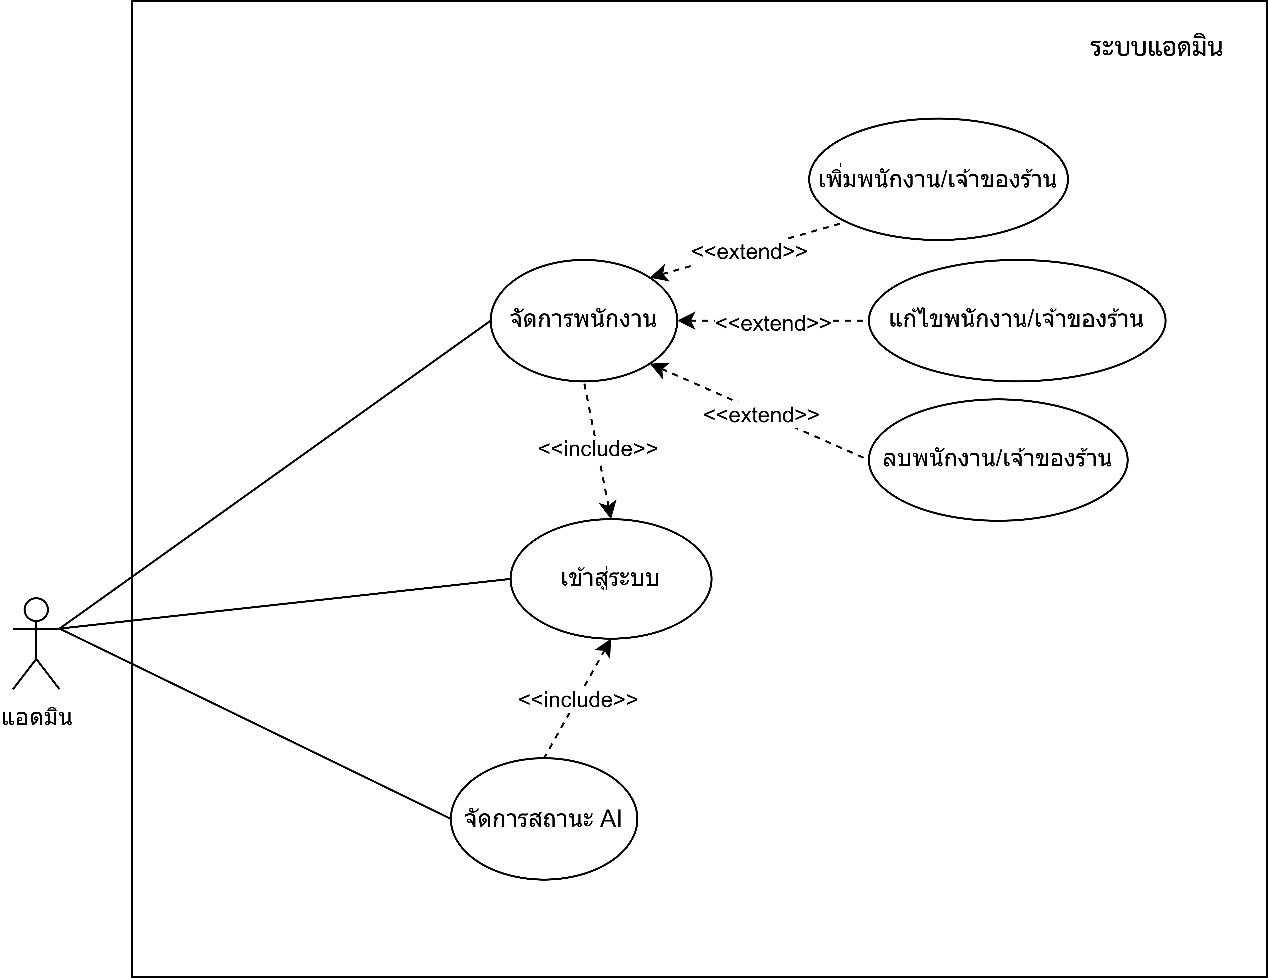 ระบบแอดมิน
เพิ่มพนักงาน/เจ้าของร้าน
<<extend>>
จัดการพนักงาน
<<extend>>
แก้ไขพนักงาน/เจ้าของร้าน
<<extend>>
<<include>>
ลบพนักงาน/เจ้าของร้าน
เข้าสู่ระบบ
<<include>>
แอดมิน
จัดการสถานะ AI